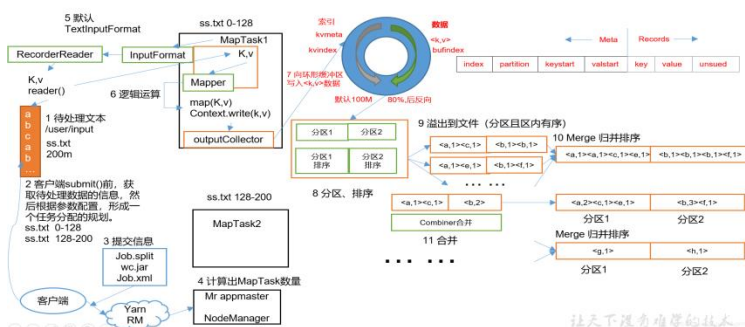 5 默认
TextInputFormat
ss.txt 0-128
MapTask1
RecorderReader
InputFormat
K,v
K,v
reader()
Mapper
6 逻辑运算
map(K,v)
Context.write(k,v)
outputCollector
a
b
c
a
b
...
1 待处理文本
/user/input
ss.txt
200m
2 客户端submit()前，获
取待处理数据的信息，然
后根据参数配置，形成一
个任务分配的规划。
ss.txt 0-128
ss.txt 128-200
3 提交信息
Job.split
wc.jar
Job.xml
客户端
Yarn
RM
ss.txt 128-200
MapTask2
4 计算出MapTask数量
Mr appmaster
NodeManager
索引
kvmeta
kvindex
数据
<k,v>
bufindex
7 向环形缓冲区
写入<k,v>数据
默认100M
80%,后反向
Meta
Records
index
partition
keystart
valstart
key
value
unsued
分区1
分区2
分区1
排序
分区2
排序
8 分区、排序
9 溢出到文件（分区且区内有序）
<a,1><c,1>
<b,1><b,1>
<a,1><e,1>
<b,1><f,1>
... ...
10 Merge 归并排序
<a,1><a,1><c,1><e,1>
<b,1><b,1><b,1><f,1>
<a,1><c,1>
<b,2>
Combiner合并
11 合并
... ... ...
<a,2><c,1><e,1>
<b,3><f,1>
分区1
分区2
Merge 归并排序
<g,1>
<h,1>
分区1
分区2
让天下没有难学的技术